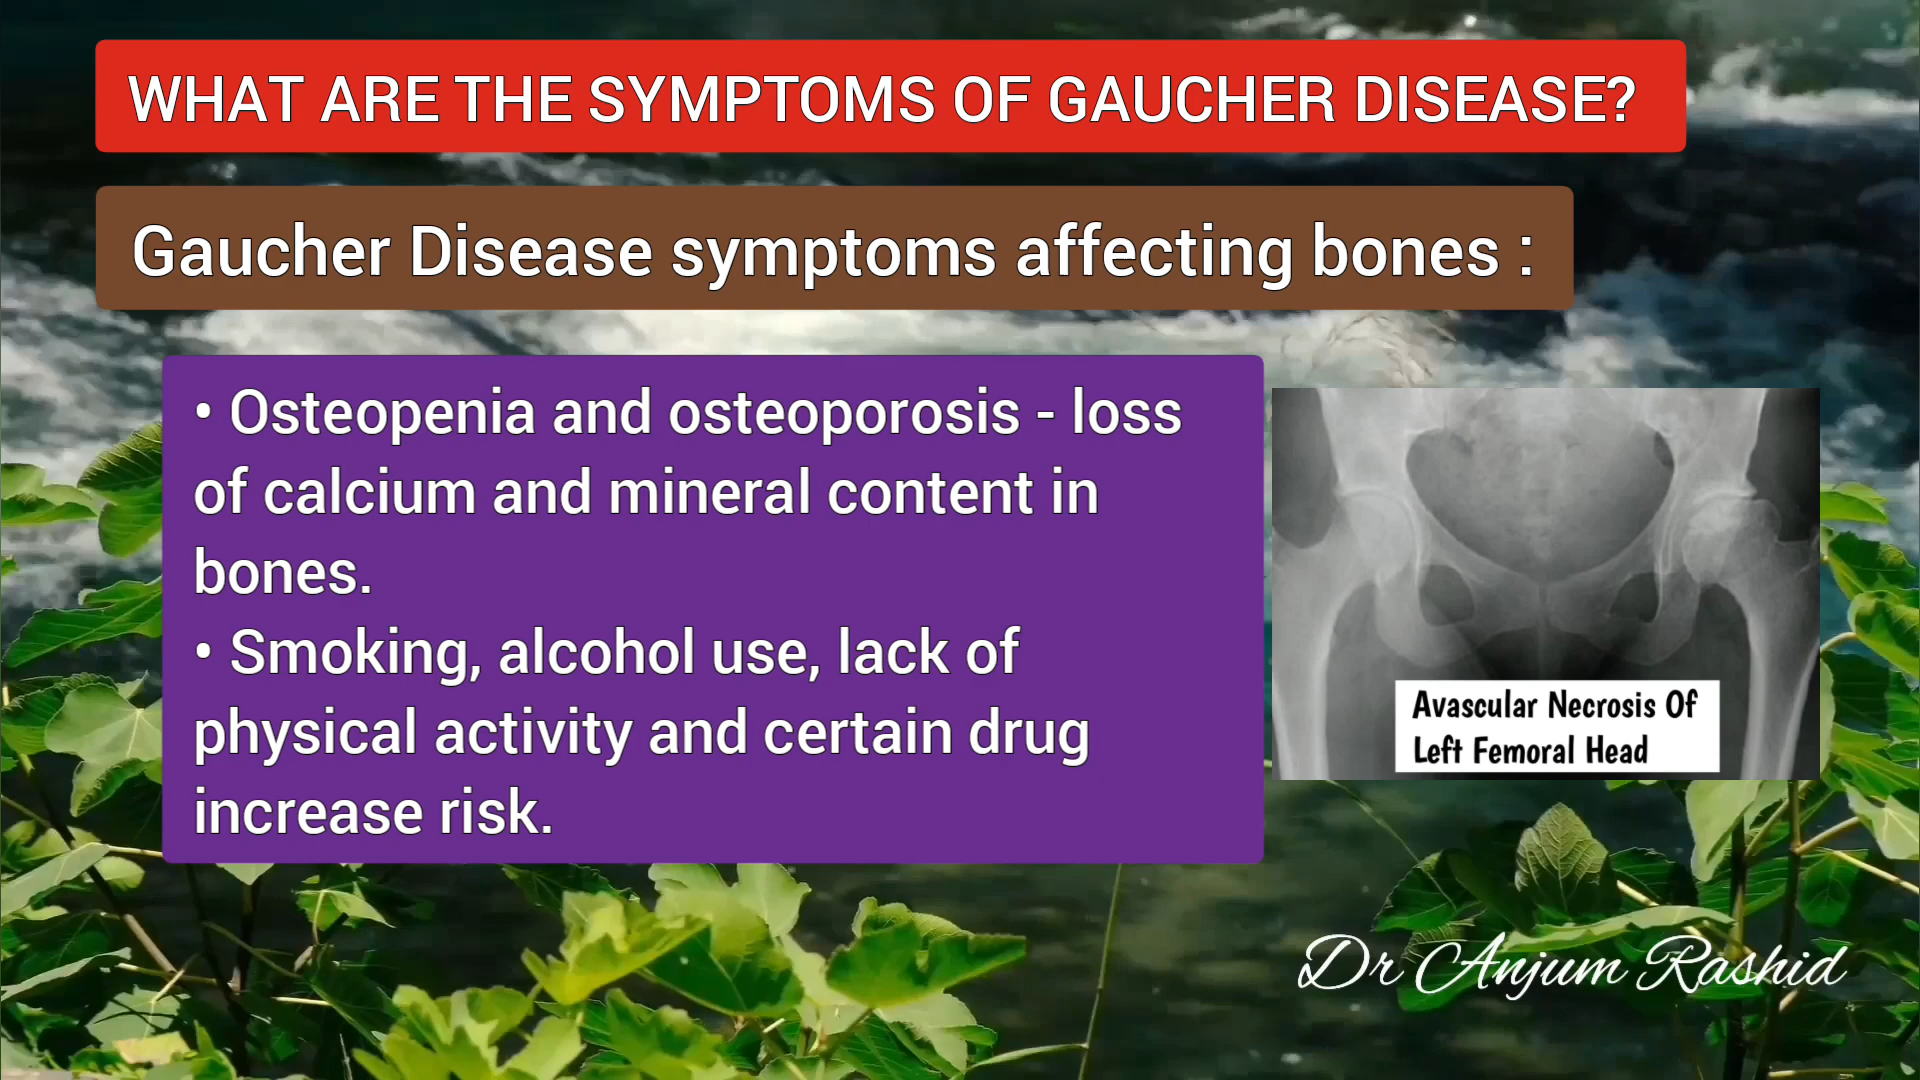 WHAT ARE THE SYMPTOMS OF GAUCHER DISEASE?
Gaucher Disease symptoms affecting bones :
• Osteopenia and osteoporosis - loss
of calcium and mineral content in
bones.
• Smoking, alcohol use, lack of
physical activity and certain drug
increase risk.
Avascular Necrosis Of
Left Femoral Head
Dr Anjum Rashid